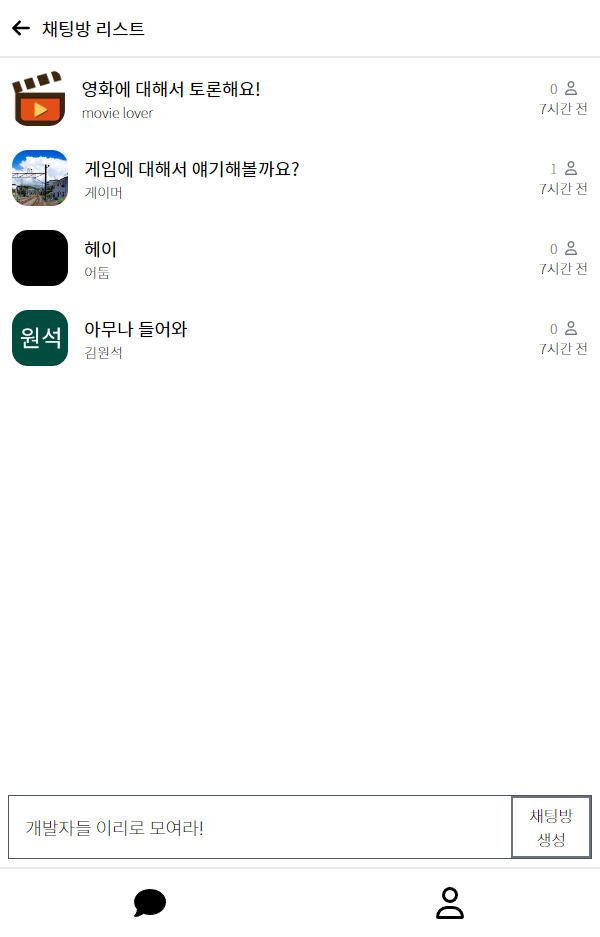 채팅방 리스트
영화에 대해서 토론해요!
0
movie lover
7시간 전
게임에 대해서 얘기해볼까요?
1
게이머
7시간 전
헤이
0
어둠
7시간 전
원석
아무나 들어와
0
김원석
7시간 전
개발자들 이리로 모여라!
채팅방
생성